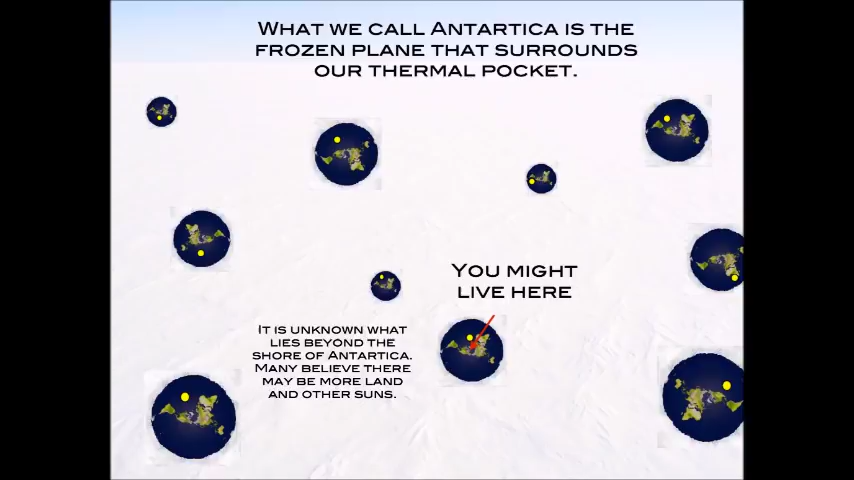 What we call Antartica is the
frozen plane that surrounds
our thermal pocket.
You might
live here
It is unknown what
lies beyond the
shore of Antartica.
Many believe there
may be more land
and other suns.